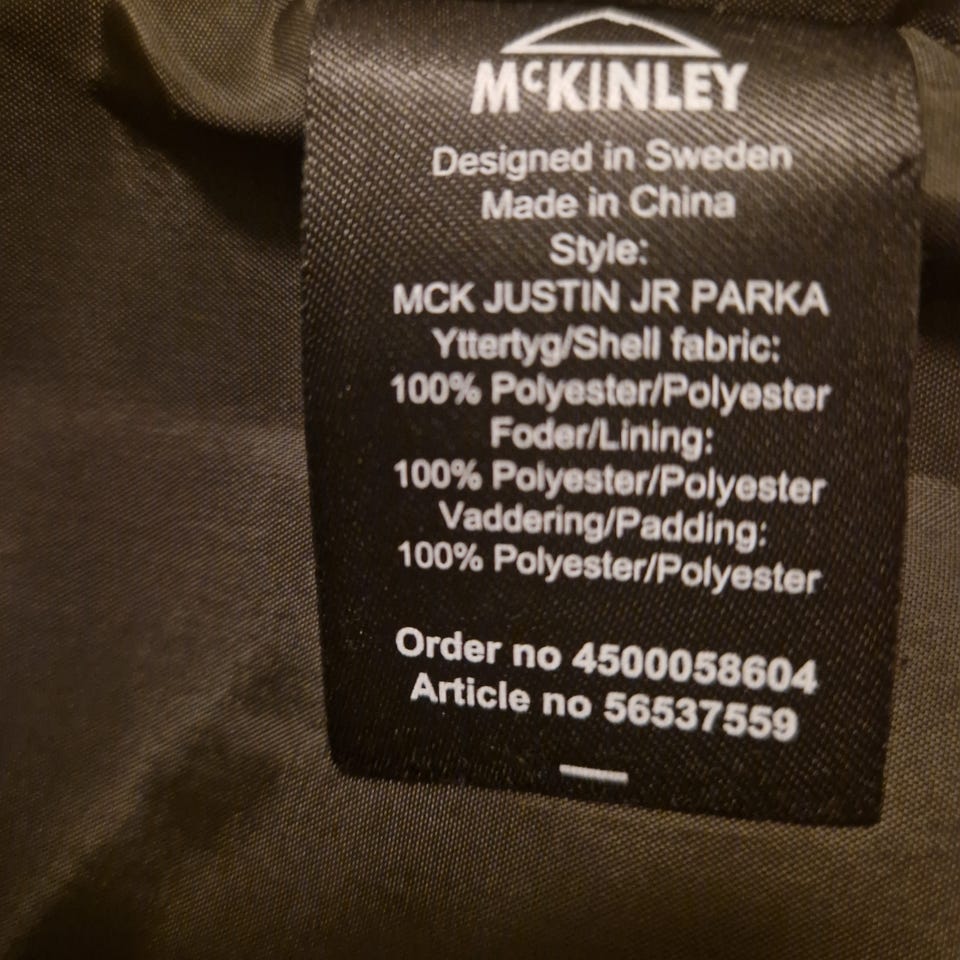 McKINLEY
Designed in Sweden
Made in China
Style:
MCK JUSTIN JR PARKA
Yttertyg/Shell fabric:
100% Polyester/Polyester
Foder/Lining:
100% Polyester/Polyester
Vaddering/Padding:
100% Polyester/Polyester
Order no 4500058604
Article no 56537559